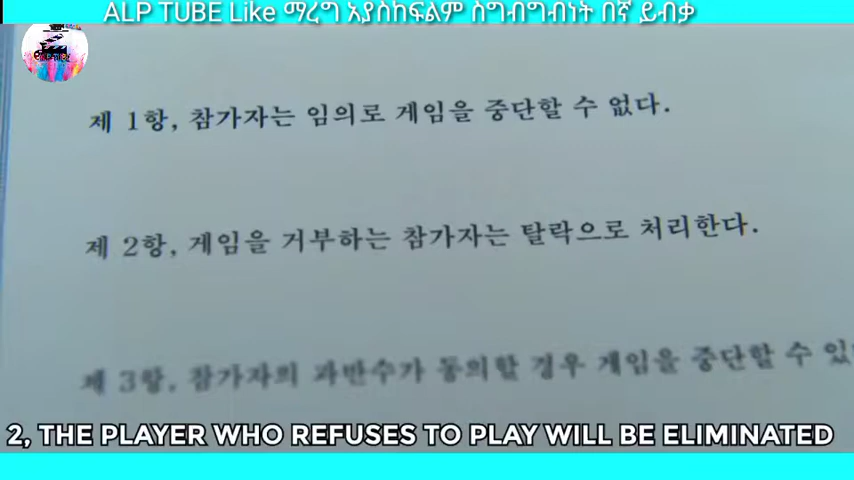 ALP TUBE Like ማረግ አያስከፍልም ስግብግብነት በኛ ይብቃ
제 1항, 참가자는 임의로 게임을 중단할 수 없다.
제 2항, 게임을 거부하는 참가자는 탈락으로 처리한다.
제 3항, 참가자의 과반수가 동의할 경우 게임을 중단할 수 있
2, THE PLAYER WHO REFUSES TO PLAY WILL BE ELIMINATED